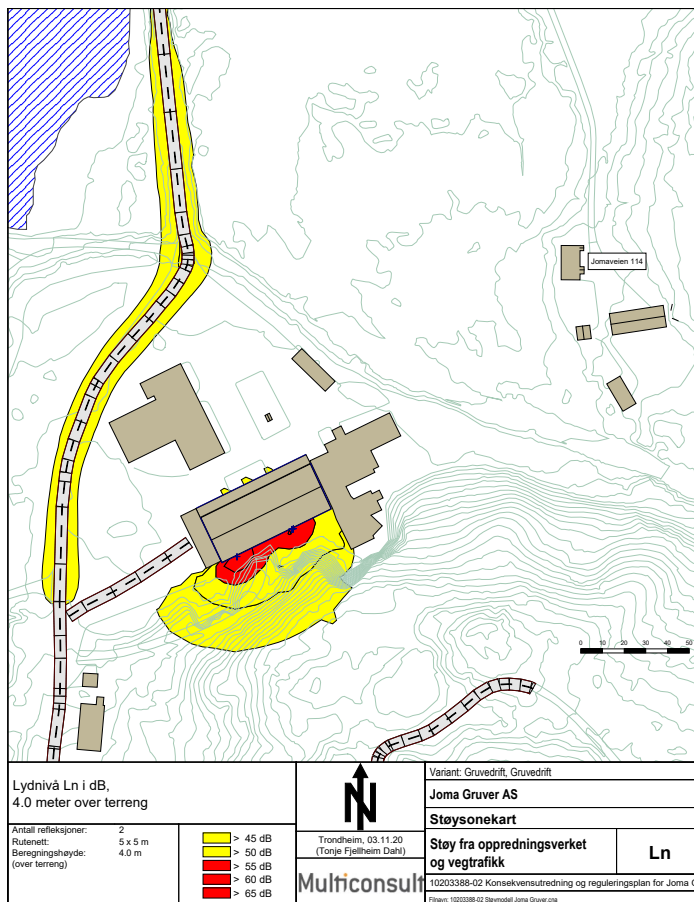 Jomaveien 114
0 10 20 30 40 50
Lydnivå Ln i dB,
4.0 meter over terreng
Antall refleksjoner: 2
Rutenett: 5 x 5 m
Beregningshøyde: 4.0 m
(over terreng)
> 45 dB
> 50 dB
> 55 dB
> 60 dB
> 65 dB
N
Trondheim, 03.11.20
(Tonje Fjellheim Dahl)
Multiconsult
Variant: Gruvedrift, Gruvedrift
Joma Gruver AS
Støysonekart
Støy fra oppredningsverket
og vegtrafikk
Ln
10203388-02 Konsekvensutredning og reguleringsplan for Joma G
Filnavn: 10203388-02 Støymodell Joma Gruver.cna